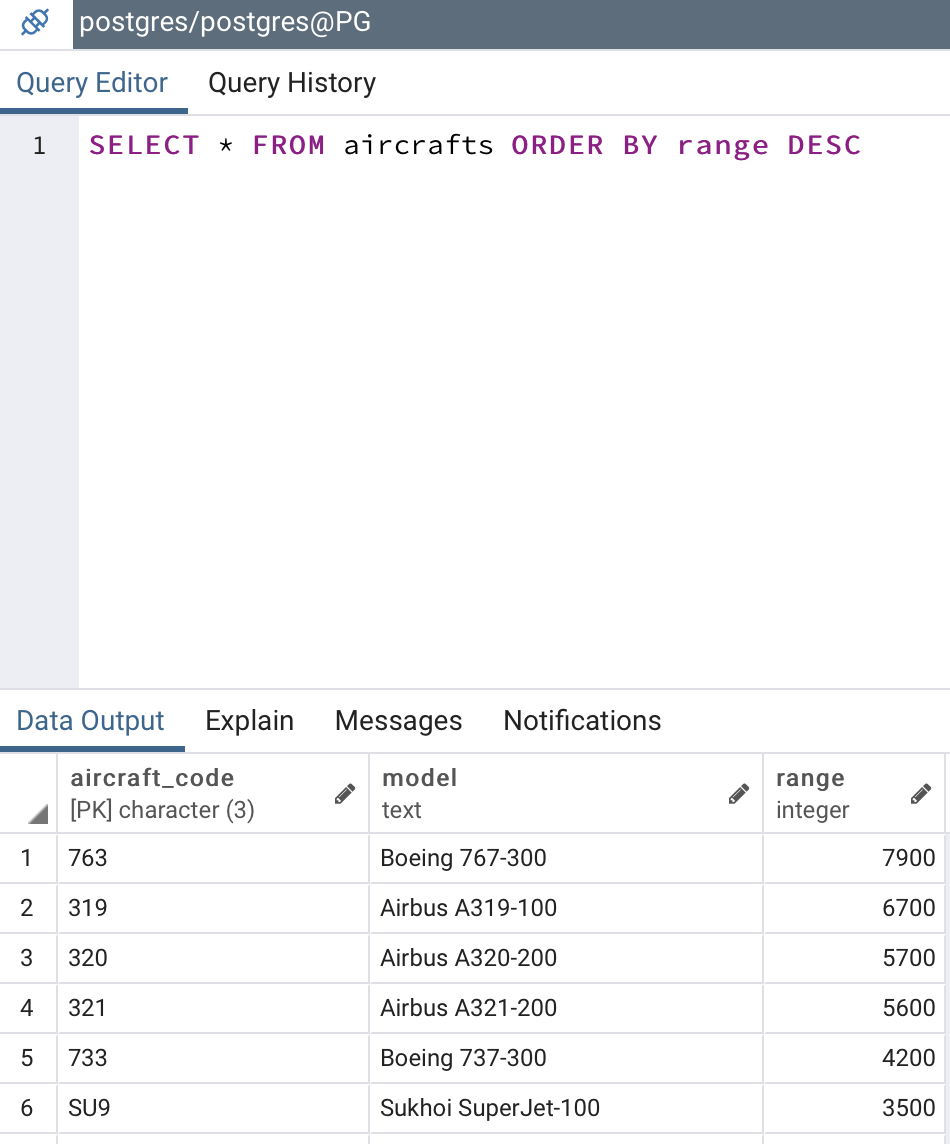 postgres/postgres@PG
Query Editor Query History
1 SELECT * FROM aircrafts ORDER BY range DESC
Data Output Explain Messages Notifications
aircraft_code model range
[PK] character (3) text integer
1 763 Boeing 767-300 7900
2 319 Airbus A319-100 6700
3 320 Airbus A320-200 5700
4 321 Airbus A321-200 5600
5 733 Boeing 737-300 4200
6 SU9 Sukhoi SuperJet-100 3500